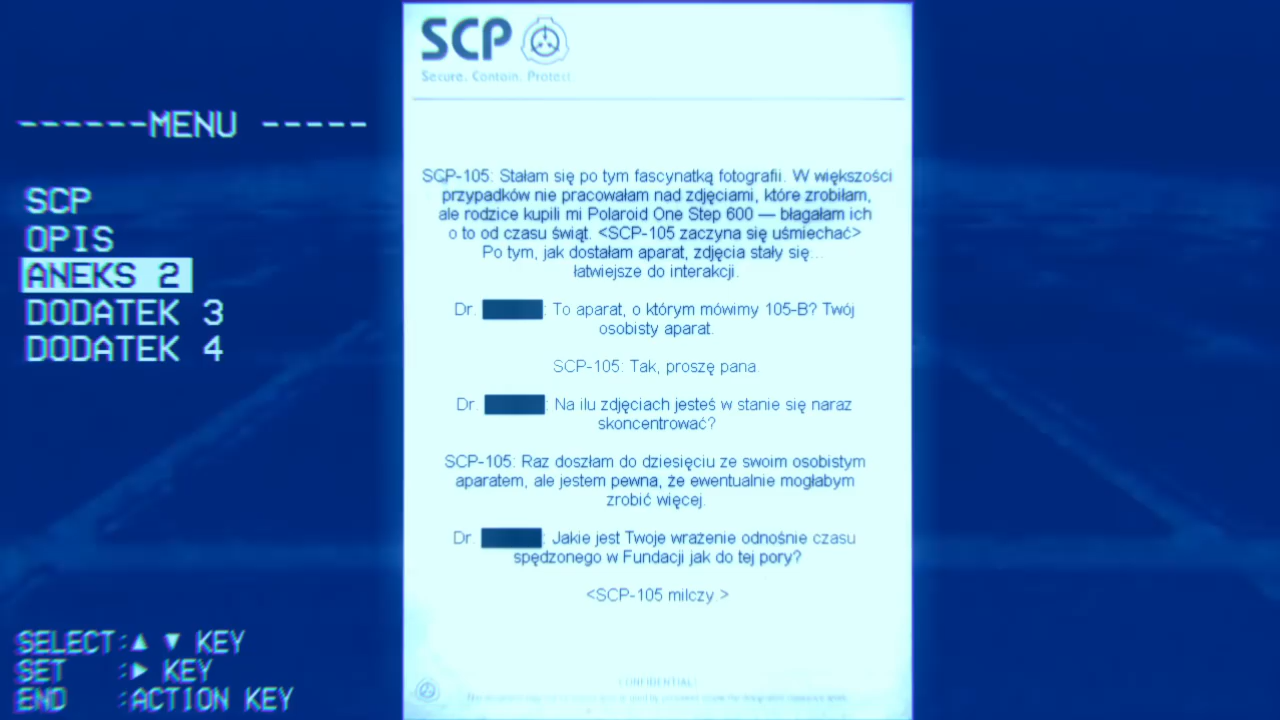 ------MENU -----
SCP
OPIS
ANEKS 2
DODATEK 3
DODATEK 4
SELECT:▲ ▼ KEY
SET :► KEY
END :ACTION KEY
SCP
Secure. Contain. Protect.
SCP-105: Stałam się po tym fascynatką fotografii. W większości
przypadków nie pracowałam nad zdjęciami, które zrobiłam,
ale rodzice kupili mi Polaroid One Step 600 — błagałam ich
o to od czasu świąt. <SCP-105 zaczyna się uśmiechać>
Po tym, jak dostałam aparat, zdjęcia stały się...
łatwiejsze do interakcji.
Dr. : To aparat, o którym mówimy 105-B? Twój
osobisty aparat.
SCP-105: Tak, proszę pana.
Dr. : Na ilu zdjęciach jesteś w stanie się naraz
skoncentrować?
SCP-105: Raz doszłam do dziesięciu ze swoim osobistym
aparatem, ale jestem pewna, że ewentualnie mogłabym
zrobić więcej.
Dr. : Jakie jest Twoje wrażenie odnośnie czasu
spędzonego w Fundacji jak do tej pory?
<SCP-105 milczy.>
CONFIDENTIAL